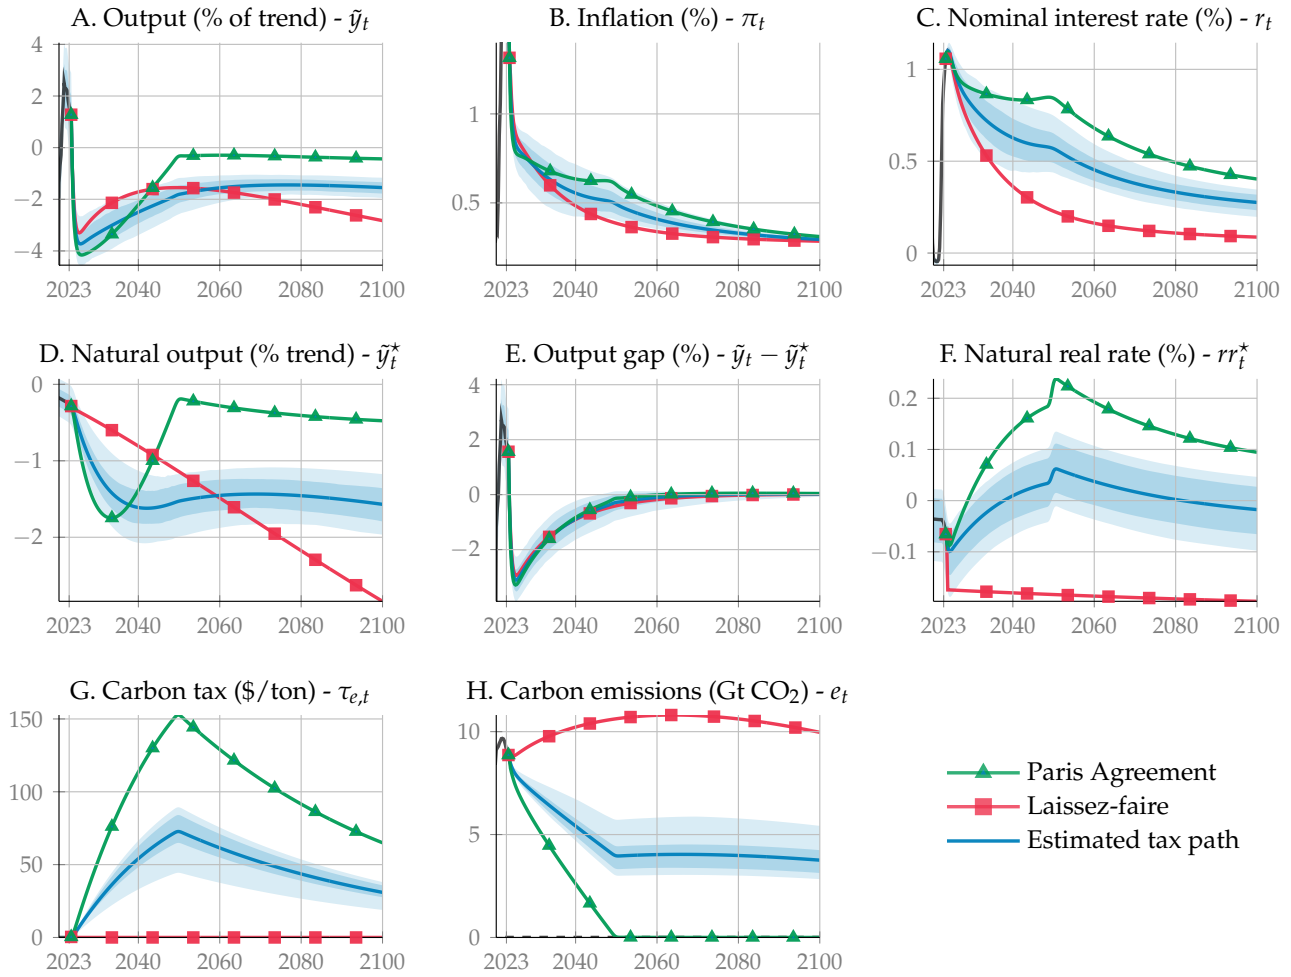 A. Output (% of trend) - ỹt
B. Inflation (%) - πt
C. Nominal interest rate (%) - rt
4
2
0
−2
−4
2023 2040 2060 2080 2100
1
0.5
2023 2040 2060 2080 2100
1
0.5
0
2023 2040 2060 2080 2100
D. Natural output (% trend) - ỹt⋆
E. Output gap (%) - ỹt − ỹt⋆
F. Natural real rate (%) - rrt⋆
0
−1
−2
2023 2040 2060 2080 2100
4
2
0
−2
2023 2040 2060 2080 2100
0.2
0.1
0
−0.1
2023 2040 2060 2080 2100
G. Carbon tax ($/ton) - τe,t
H. Carbon emissions (Gt CO2) - et
150
100
50
0
2023 2040 2060 2080 2100
10
5
0
2023 2040 2060 2080 2100
Paris Agreement
Laissez-faire
Estimated tax path